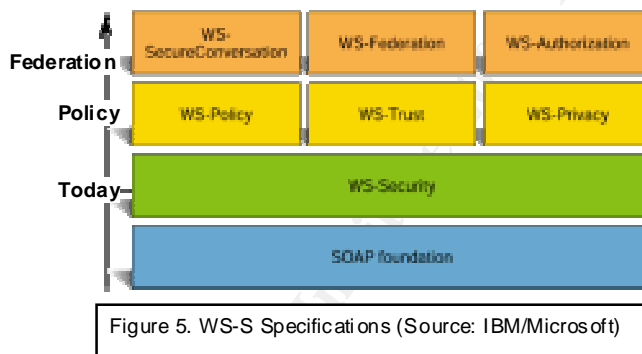 WS-
SecureConversation
WS-Federation
WS-Authorization
Federation
Policy
WS-Policy
WS-Trust
WS-Privacy
Today
WS-Security
SOAP foundation
Figure 5. WS-S Specifications (Source: IBM/Microsoft)